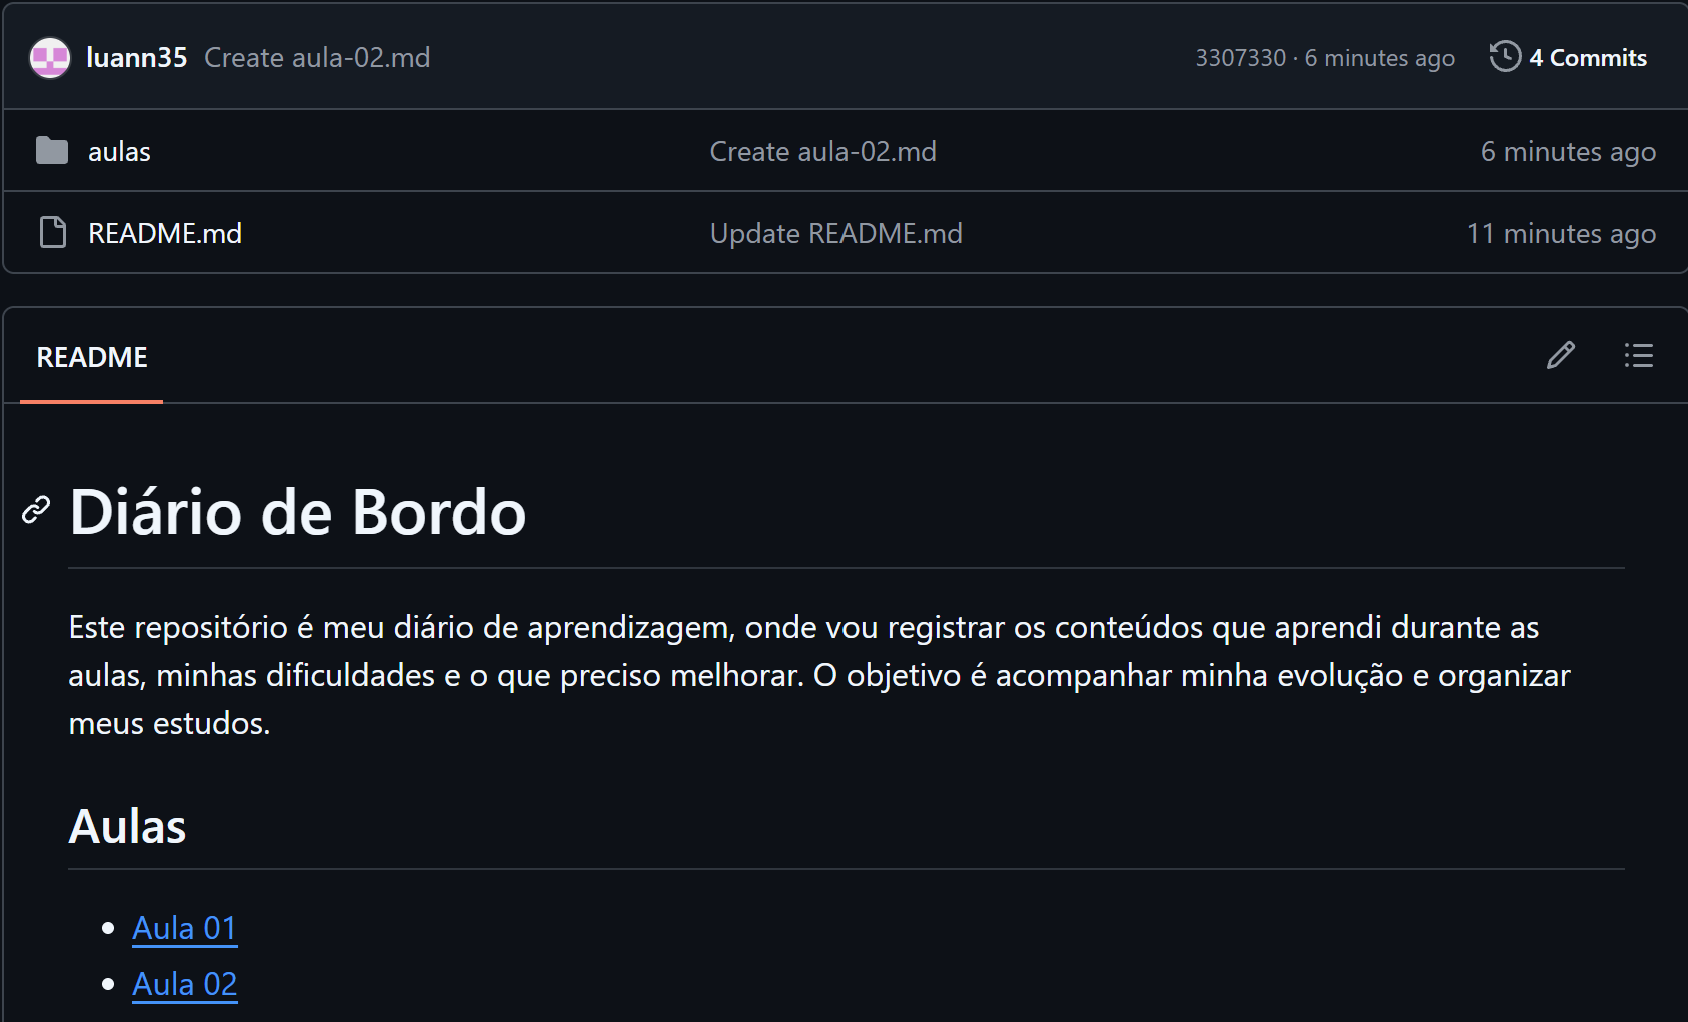 luann35 Create aula-02.md 3307330 · 6 minutes ago 4 Commits
aulas Create aula-02.md 6 minutes ago
README.md Update README.md 11 minutes ago
README
Diário de Bordo
Este repositório é meu diário de aprendizagem, onde vou registrar os conteúdos que aprendi durante as
aulas, minhas dificuldades e o que preciso melhorar. O objetivo é acompanhar minha evolução e organizar
meus estudos.
Aulas
• Aula 01
• Aula 02